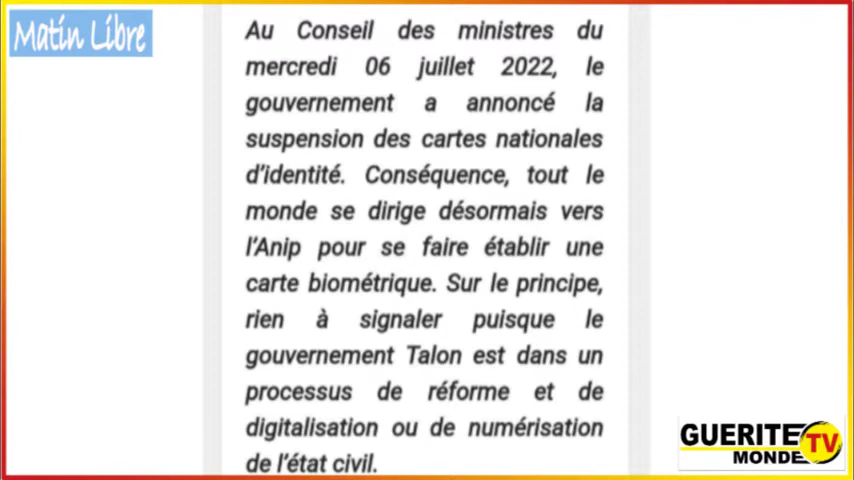 Matin Libre
Au Conseil des ministres du
mercredi 06 juillet 2022, le
gouvernement a annoncé la
suspension des cartes nationales
d'identité. Conséquence, tout le
monde se dirige désormais vers
l'Anip pour se faire établir une
carte biométrique. Sur le principe,
rien à signaler puisque le
gouvernement Talon est dans un
processus de réforme et de
digitalisation ou de numérisation
de l'état civil.
GUERITE TV
MONDE